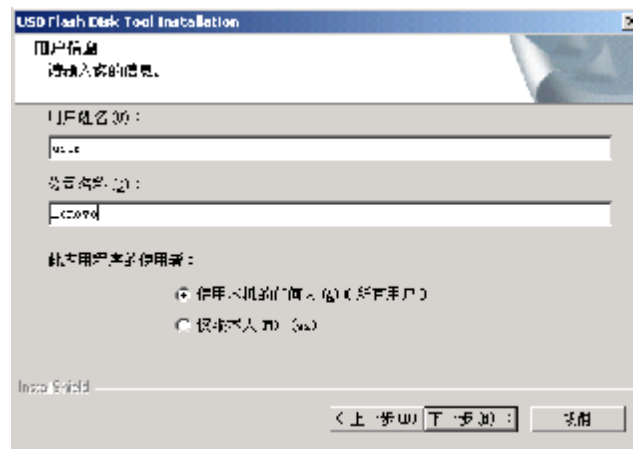 USB Flash Disk Tool Installation
用户信息
请输入您的信息。
用户姓名(U)：
公司名称(O)：
Lenovo
此应用程序的使用者：
使用本机的任何人(A)(所有用户)
仅限本人(M)
InstallShield
< 上一步(B)
下一步(N) >
取消